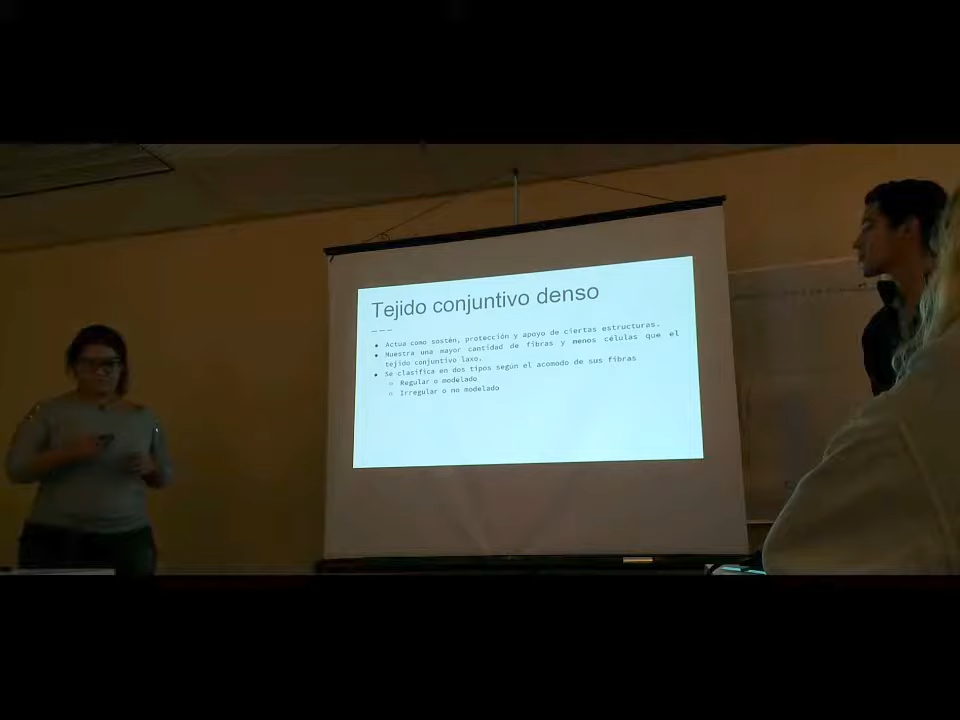 Tejido conjuntivo denso
Actua como sostén, protección y apoyo de ciertas estructuras.
Nuestra una mayor cantidad de fibras y menos células que el
tejido conjuntivo laxo.
Se clasifica en dos tipos según el acomodo de sus fibras
Regular o modelado
Irregular o no modelado